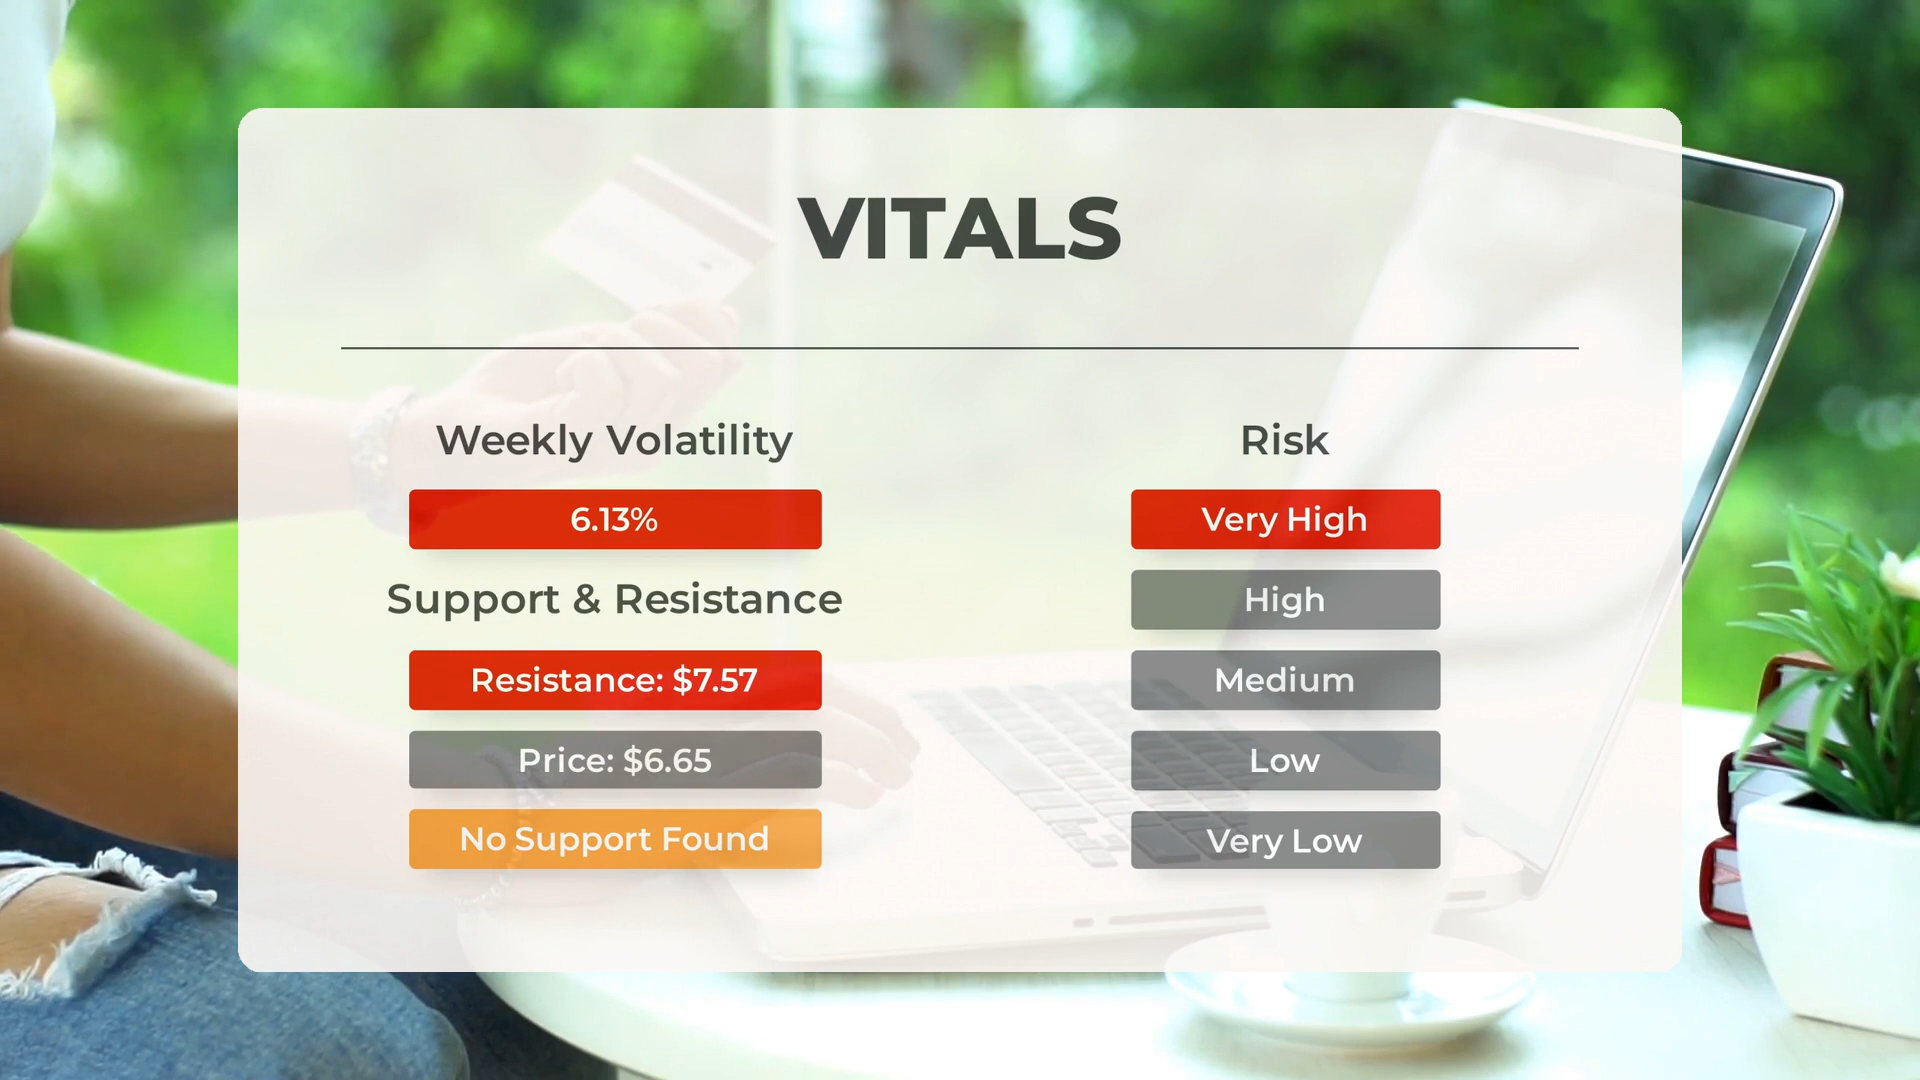 VITALS
Weekly Volatility
6.13%
Support & Resistance
Resistance: $7.57
Price: $6.65
No Support Found
Risk
Very High
High
Medium
Low
Very Low